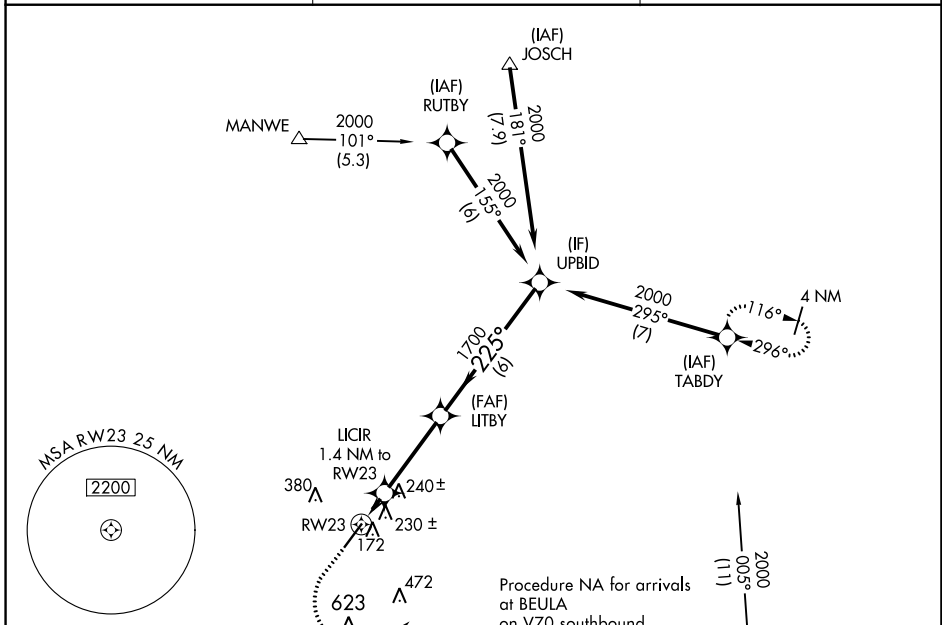 (IAF)
JOSCH
(IAF)
RUTBY
MANWE
2000
101°
(5.3)
2000
181°
(7.9)
2000
155°
(6)
(IF)
UPBID
2000
295°
(7)
116°
4 NM
296°
(IAF)
TABDY
1700
225°
(6)
(FAF)
LITBY
LICIR
1.4 NM to
RW23
MSA RW23 25 NM
2200
380
240±
RW23
230 ±
172
472
623
2000
005°
(11)
Procedure NA for arrivals
at BEULA
on V70 southbound